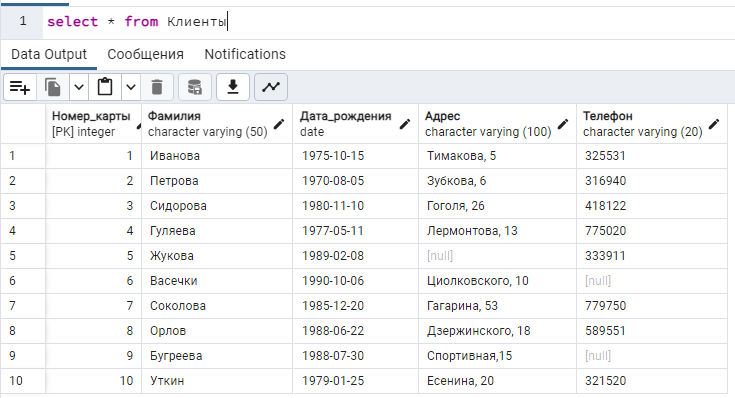 1 select * from Клиенты
Data Output Сообщения Notifications
Номер_карты Фамилия Дата_рождения Адрес Телефон
[PK] integer character varying (50) date character varying (100) character varying (20)
1 1 Иванова 1975-10-15 Тимакова, 5 325531
2 2 Петрова 1970-08-05 Зубкова, 6 316940
3 3 Сидорова 1980-11-10 Гоголя, 26 418122
4 4 Гуляева 1977-05-11 Лермонтова, 13 775020
5 5 Жукова 1989-02-08 [null] 333911
6 6 Васечки 1990-10-06 Циолковского, 10 [null]
7 7 Соколова 1985-12-20 Гагарина, 53 779750
8 8 Орлов 1988-06-22 Дзержинского, 18 589551
9 9 Бугреева 1988-07-30 Спортивная,15 [null]
10 10 Уткин 1979-01-25 Есенина, 20 321520